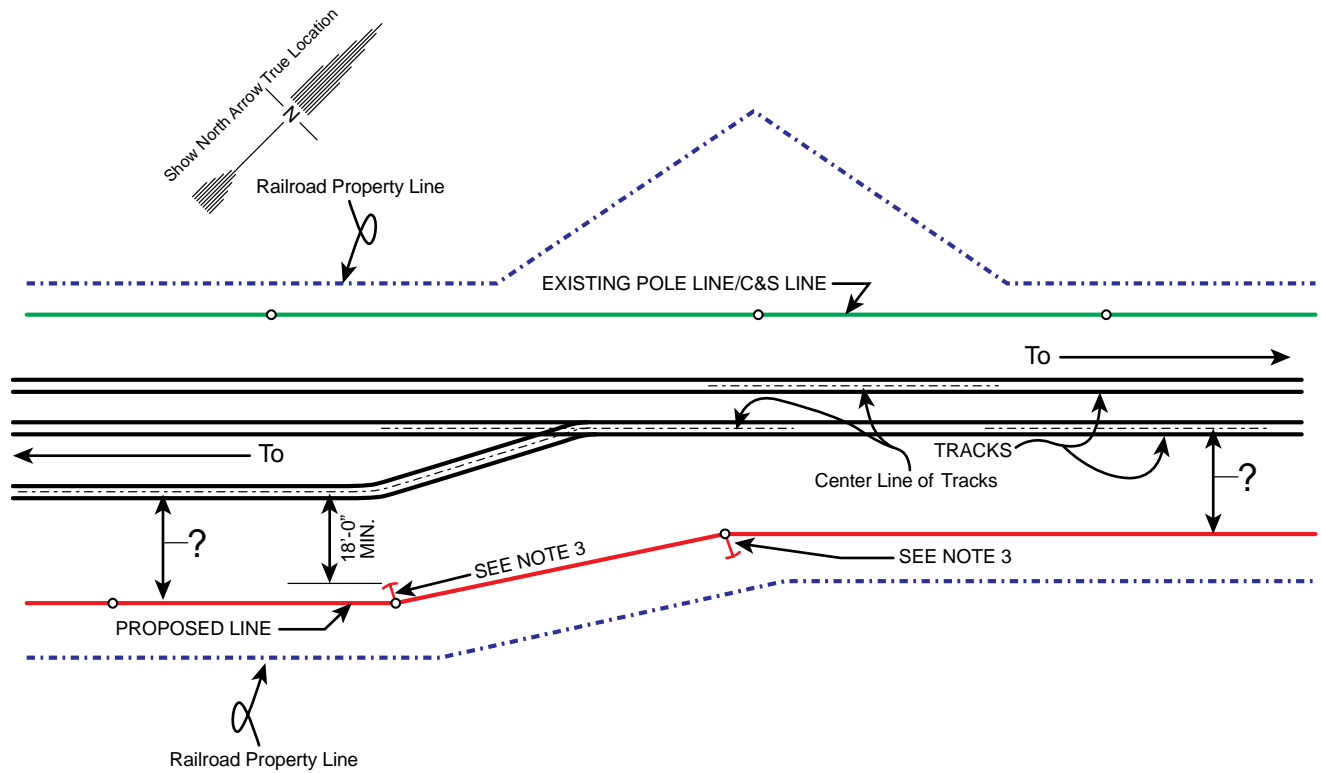 Show North Arrow True Location
N
Railroad Property Line
EXISTING POLE LINE/C&S LINE
To
To
TRACKS
Center Line of Tracks
?
?
18'-0"
MIN.
SEE NOTE 3
SEE NOTE 3
PROPOSED LINE
Railroad Property Line